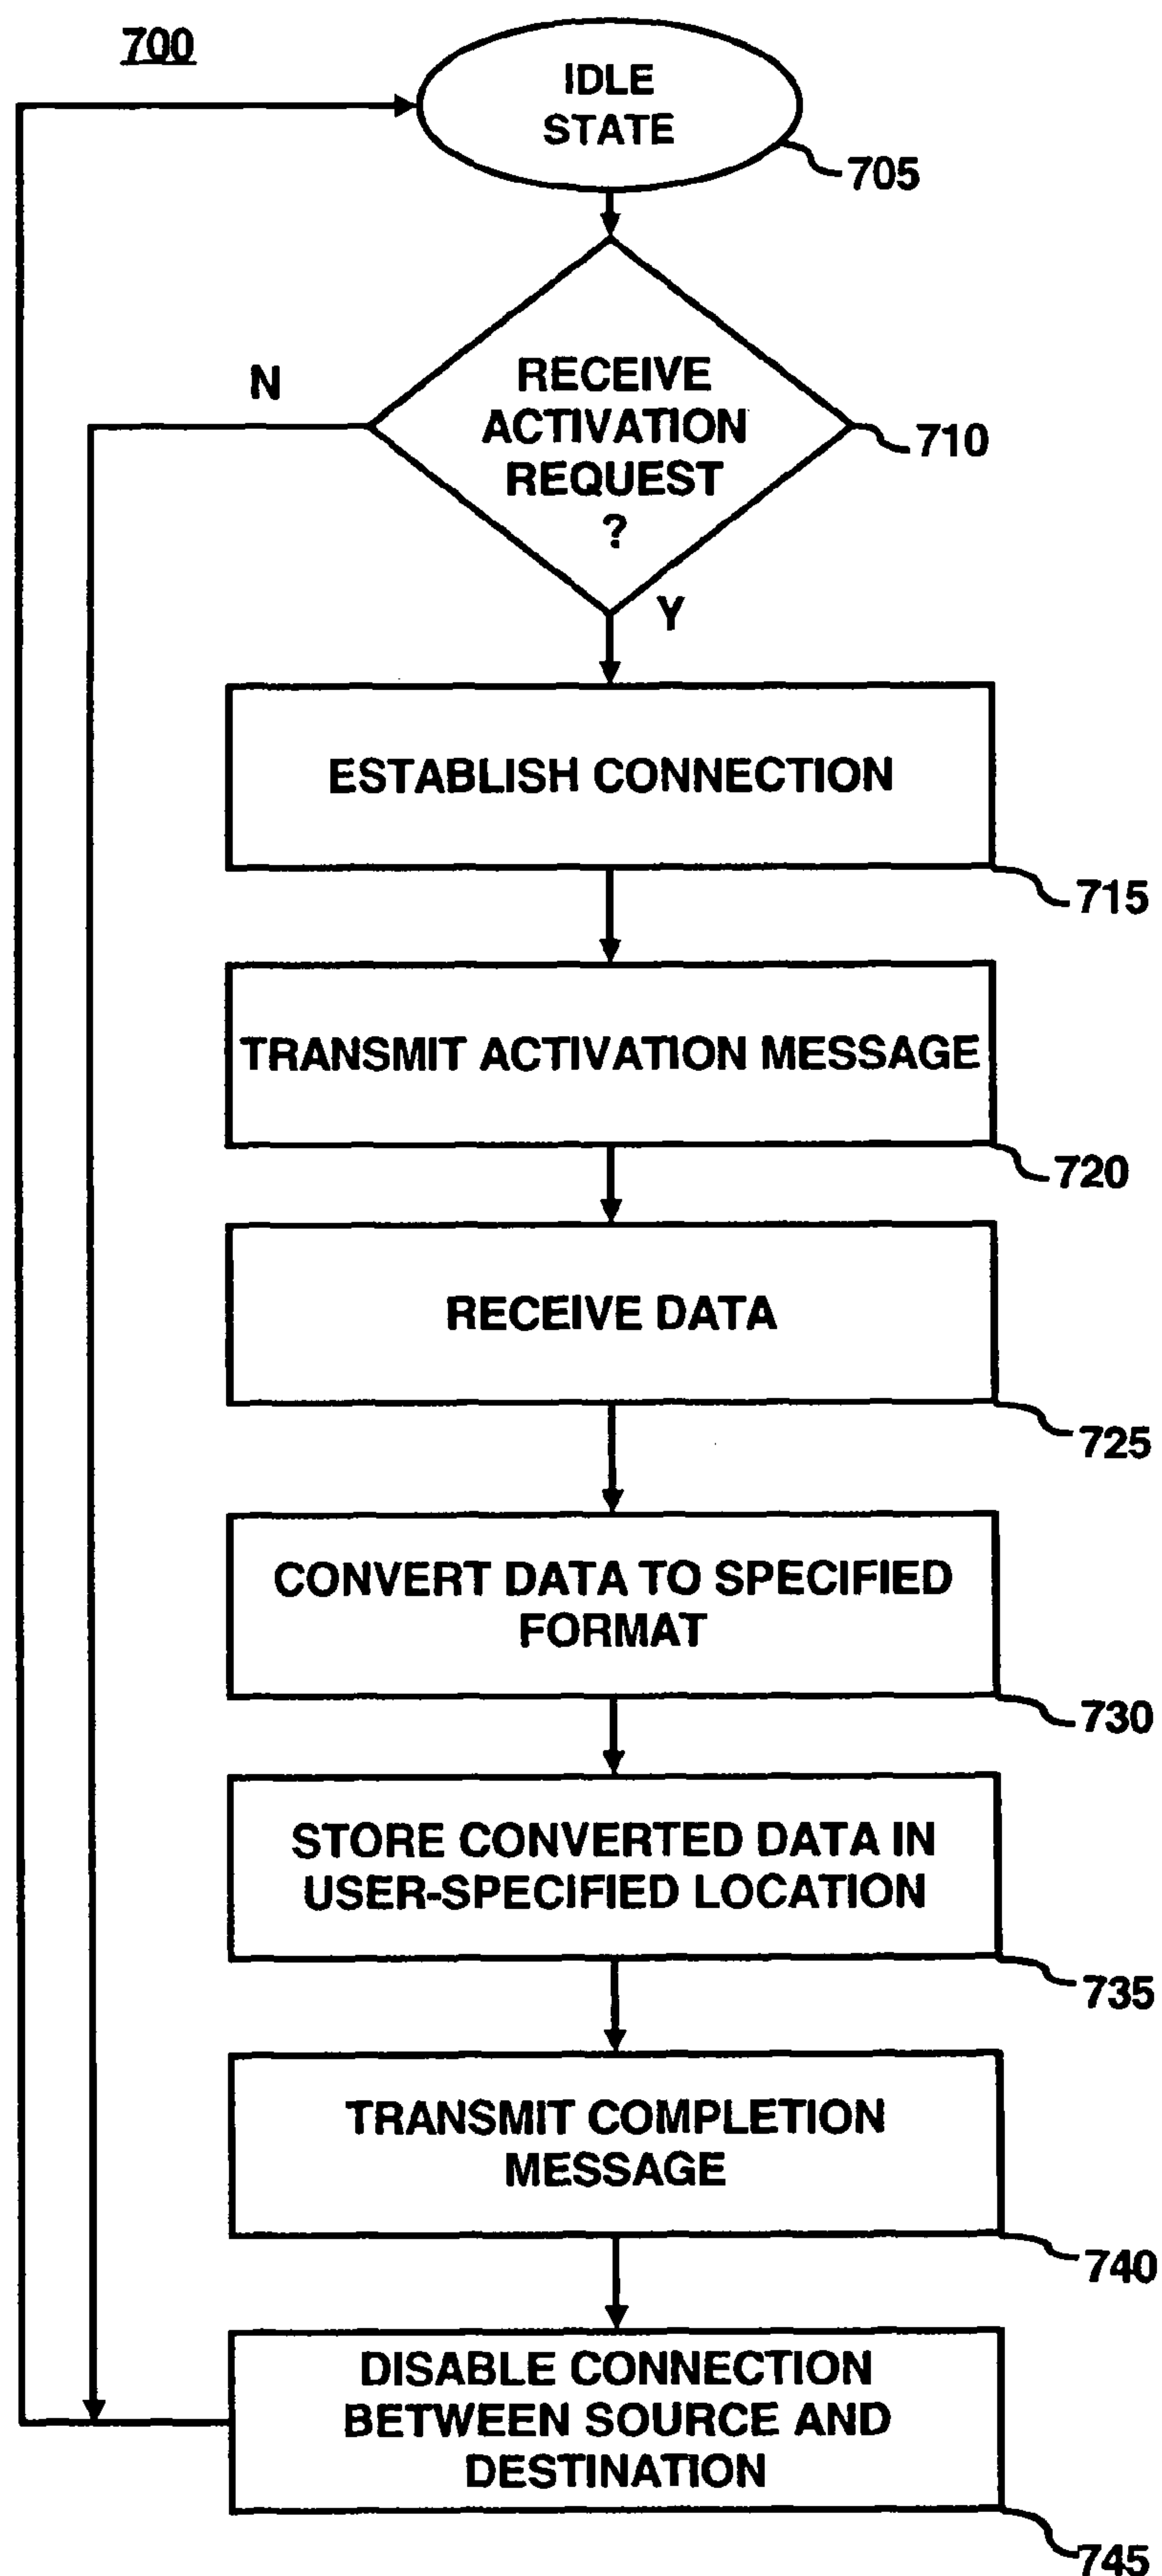 700
IDLE
STATE
705
RECEIVE
ACTIVATION
REQUEST
?
710
N
Y
ESTABLISH CONNECTION
715
TRANSMIT ACTIVATION MESSAGE
720
RECEIVE DATA
725
CONVERT DATA TO SPECIFIED
FORMAT
730
STORE CONVERTED DATA IN
USER-SPECIFIED LOCATION
735
TRANSMIT COMPLETION
MESSAGE
740
DISABLE CONNECTION
BETWEEN SOURCE AND
DESTINATION
745